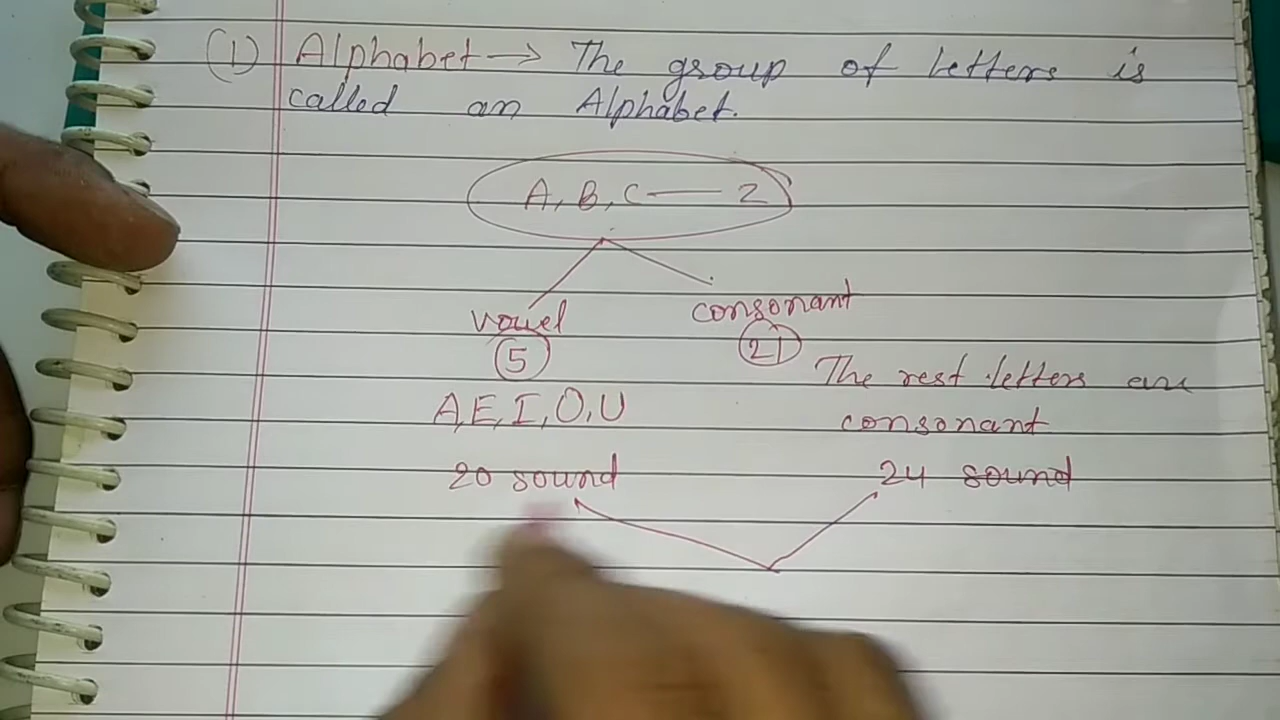 (1) Alphabet → The group of letters is
called an Alphabet.
A, B, C — Z
vowel consonant
5 21
The rest letters are
A, E, I, O, U consonant
20 sound 24 sound